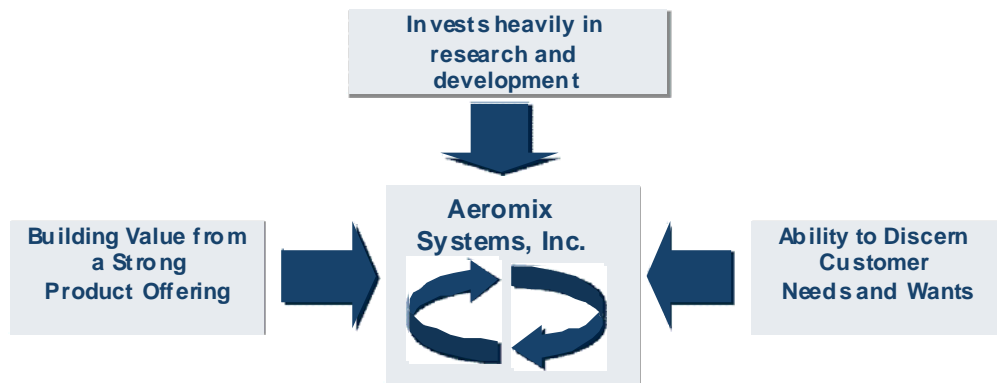 Invests heavily in
research and
development
Aeromix
Systems, Inc.
Building Value from
a Strong
Product Offering
Ability to Discern
Customer
Needs and Wants